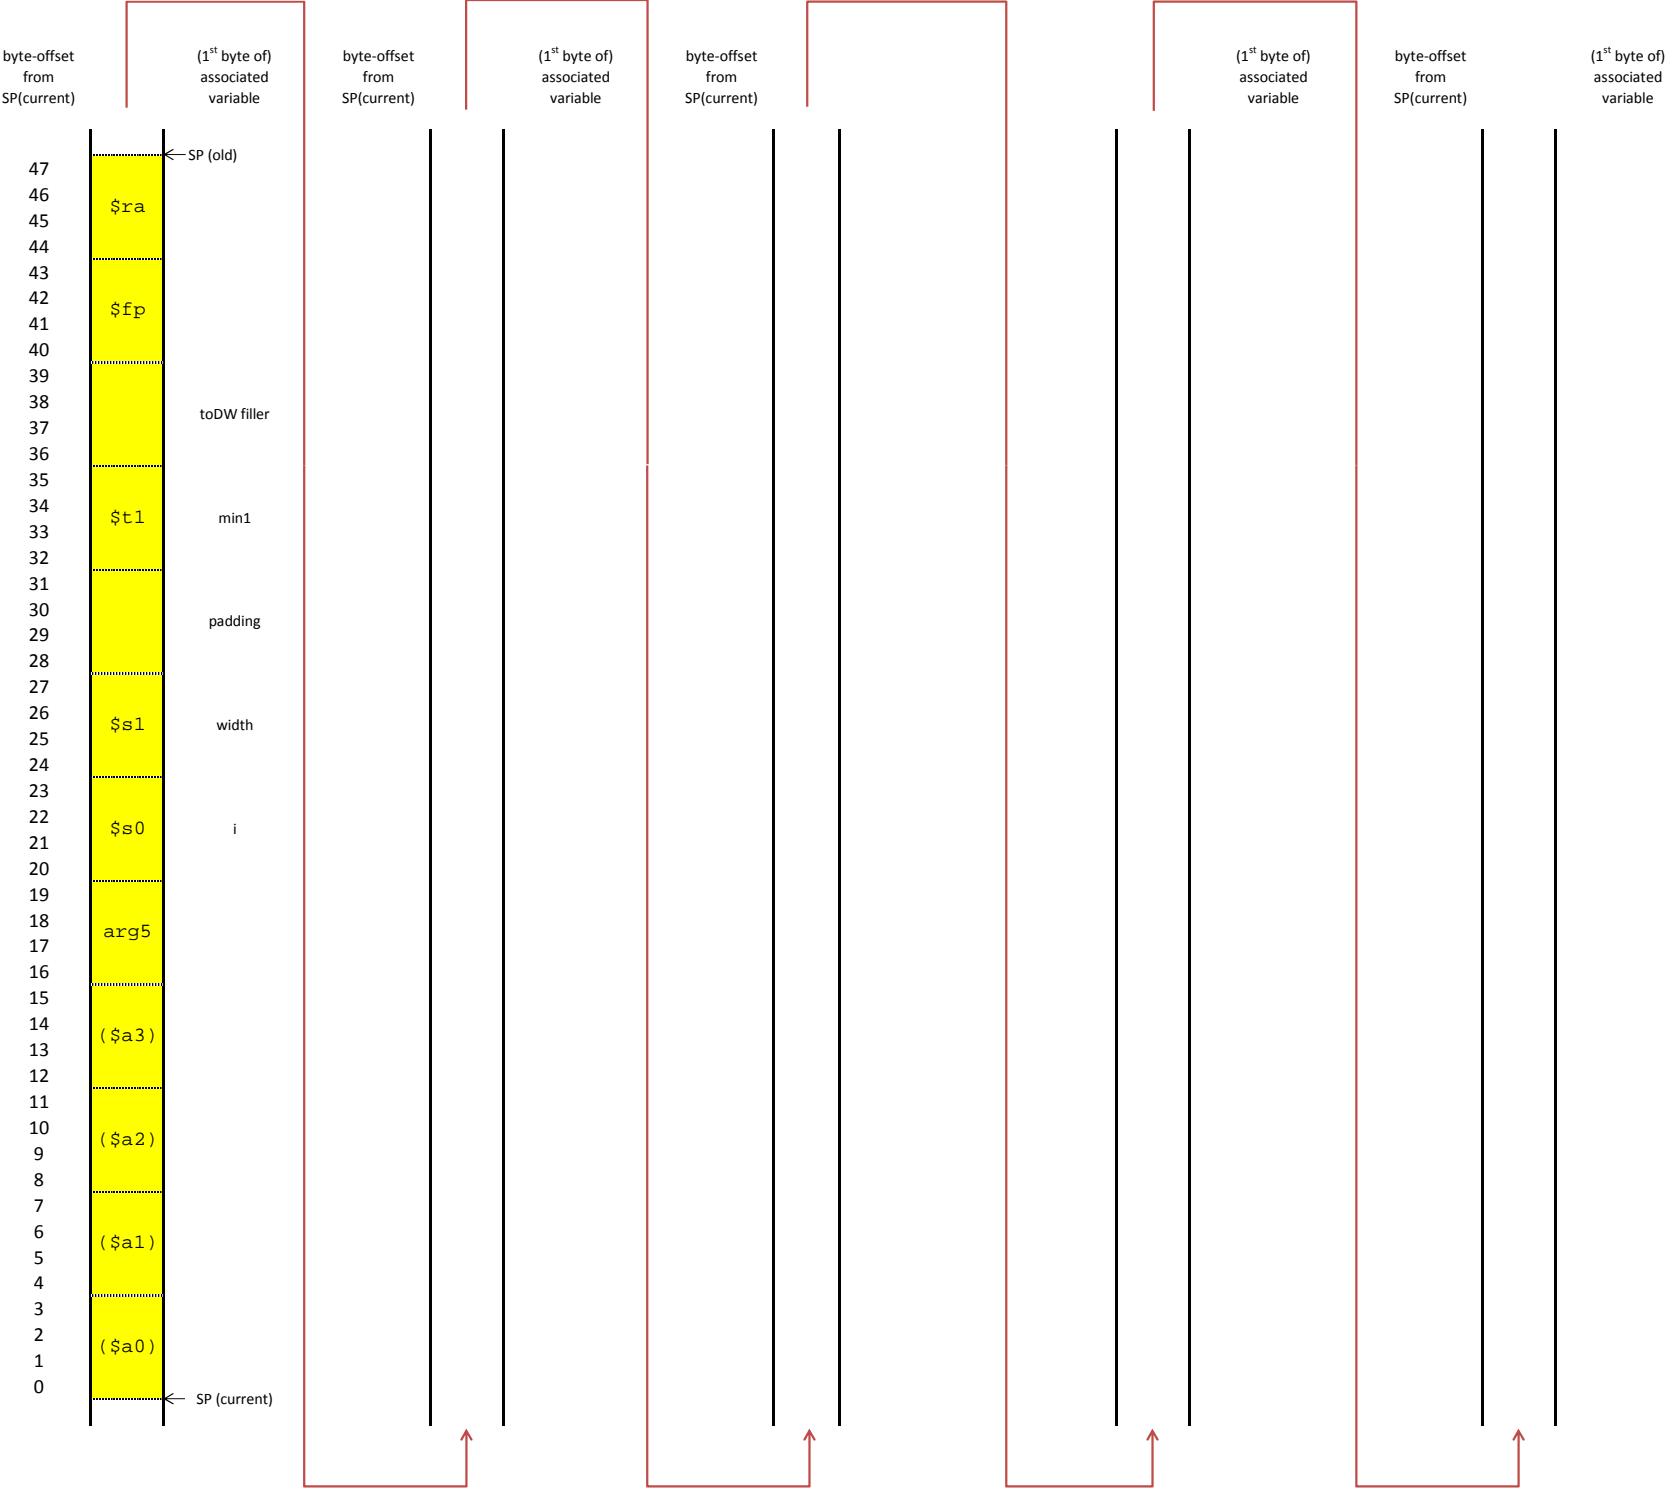 byte-offset
from
SP(current)
(1st byte of)
associated
variable
byte-offset
from
SP(current)
(1st byte of)
associated
variable
byte-offset
from
SP(current)
(1st byte of)
associated
variable
byte-offset
from
SP(current)
(1st byte of)
associated
variable
SP (old)
47
46
$ra
45
44
43
42
$fp
41
40
39
38
toDW filler
37
36
35
34
$t1 min1
33
32
31
30
padding
29
28
27
26
$s1 width
25
24
23
22
$s0 i
21
20
19
18
arg5
17
16
15
14
($a3)
13
12
11
10
($a2)
9
8
7
6
($a1)
5
4
3
2
($a0)
1
0
SP (current)